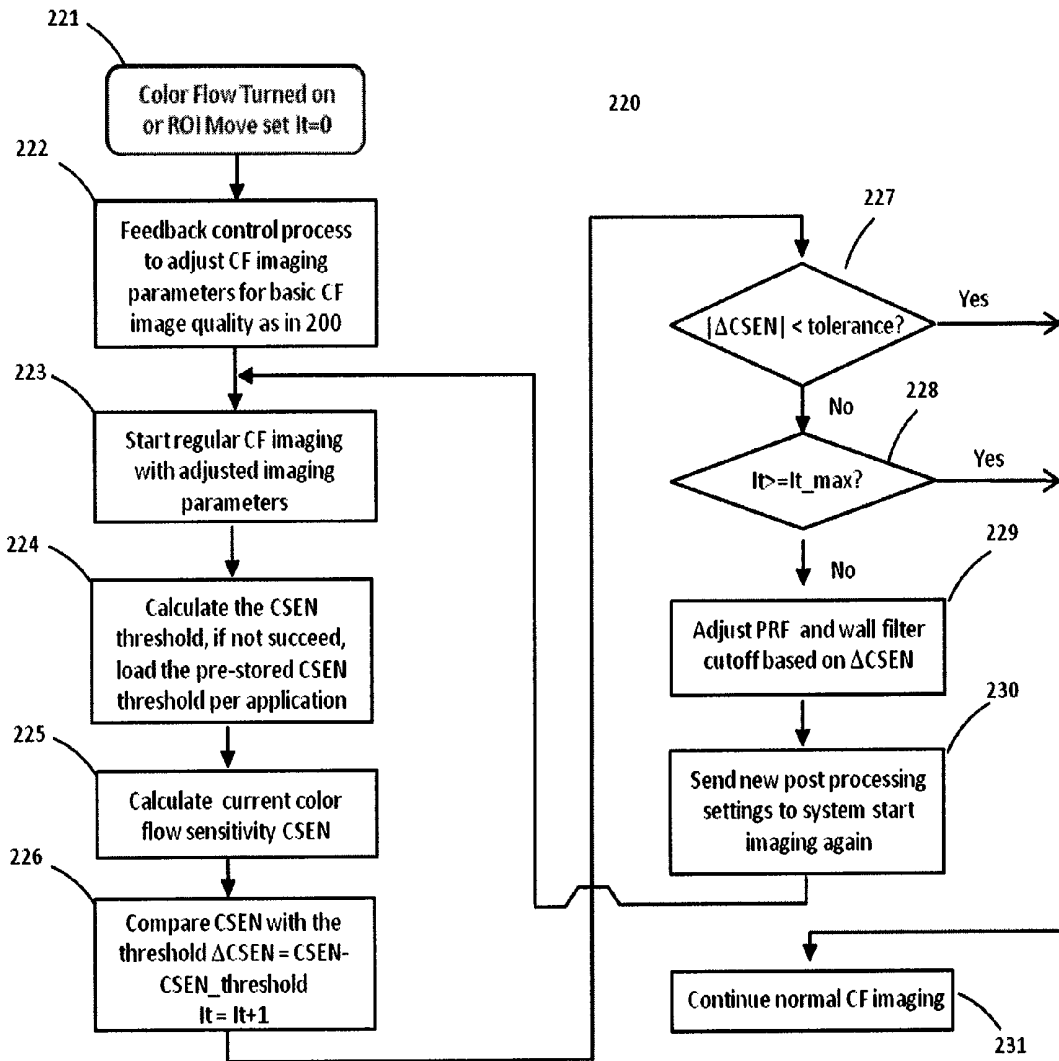 221
Color Flow Turned on
or ROI Move set It=0
220
222
Feedback control process
to adjust CF imaging
parameters for basic CF
image quality as in 200
223
Start regular CF imaging
with adjusted imaging
parameters
224
Calculate the CSEN
threshold, if not succeed,
load the pre-stored CSEN
threshold per application
225
Calculate current color
flow sensitivity CSEN
226
Compare CSEN with the
threshold ΔCSEN = CSEN-
CSEN_threshold
It = It+1
227
|ΔCSEN| < tolerance?
Yes
No
228
It>=It_max?
Yes
No
229
Adjust PRF and wall filter
cutoff based on ΔCSEN
230
Send new post processing
settings to system start
imaging again
Continue normal CF imaging
231